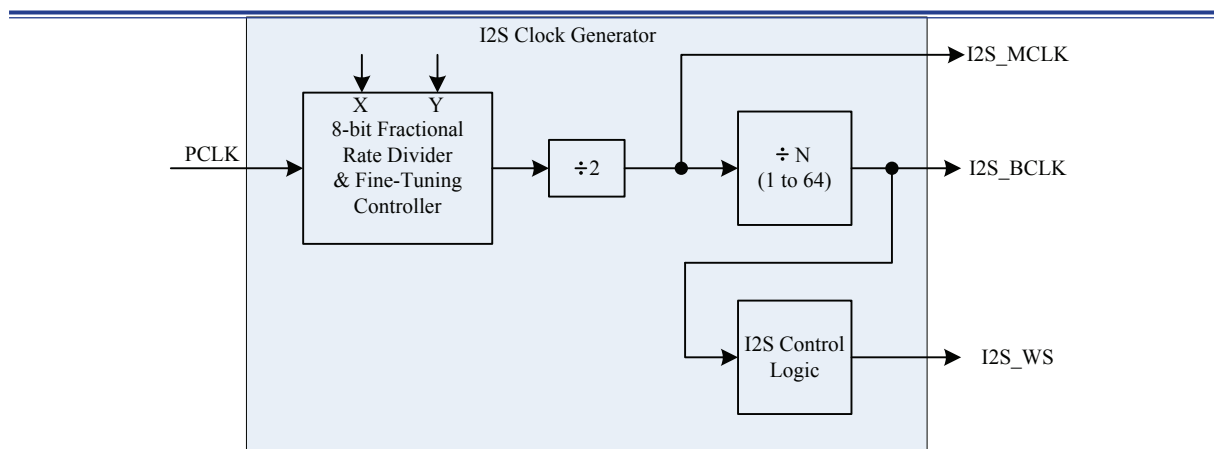 I2S Clock Generator
I2S_MCLK
X Y
8-bit Fractional
Rate Divider
& Fine-Tuning
Controller
PCLK
÷2
÷ N
(1 to 64)
I2S_BCLK
I2S Control
Logic
I2S_WS